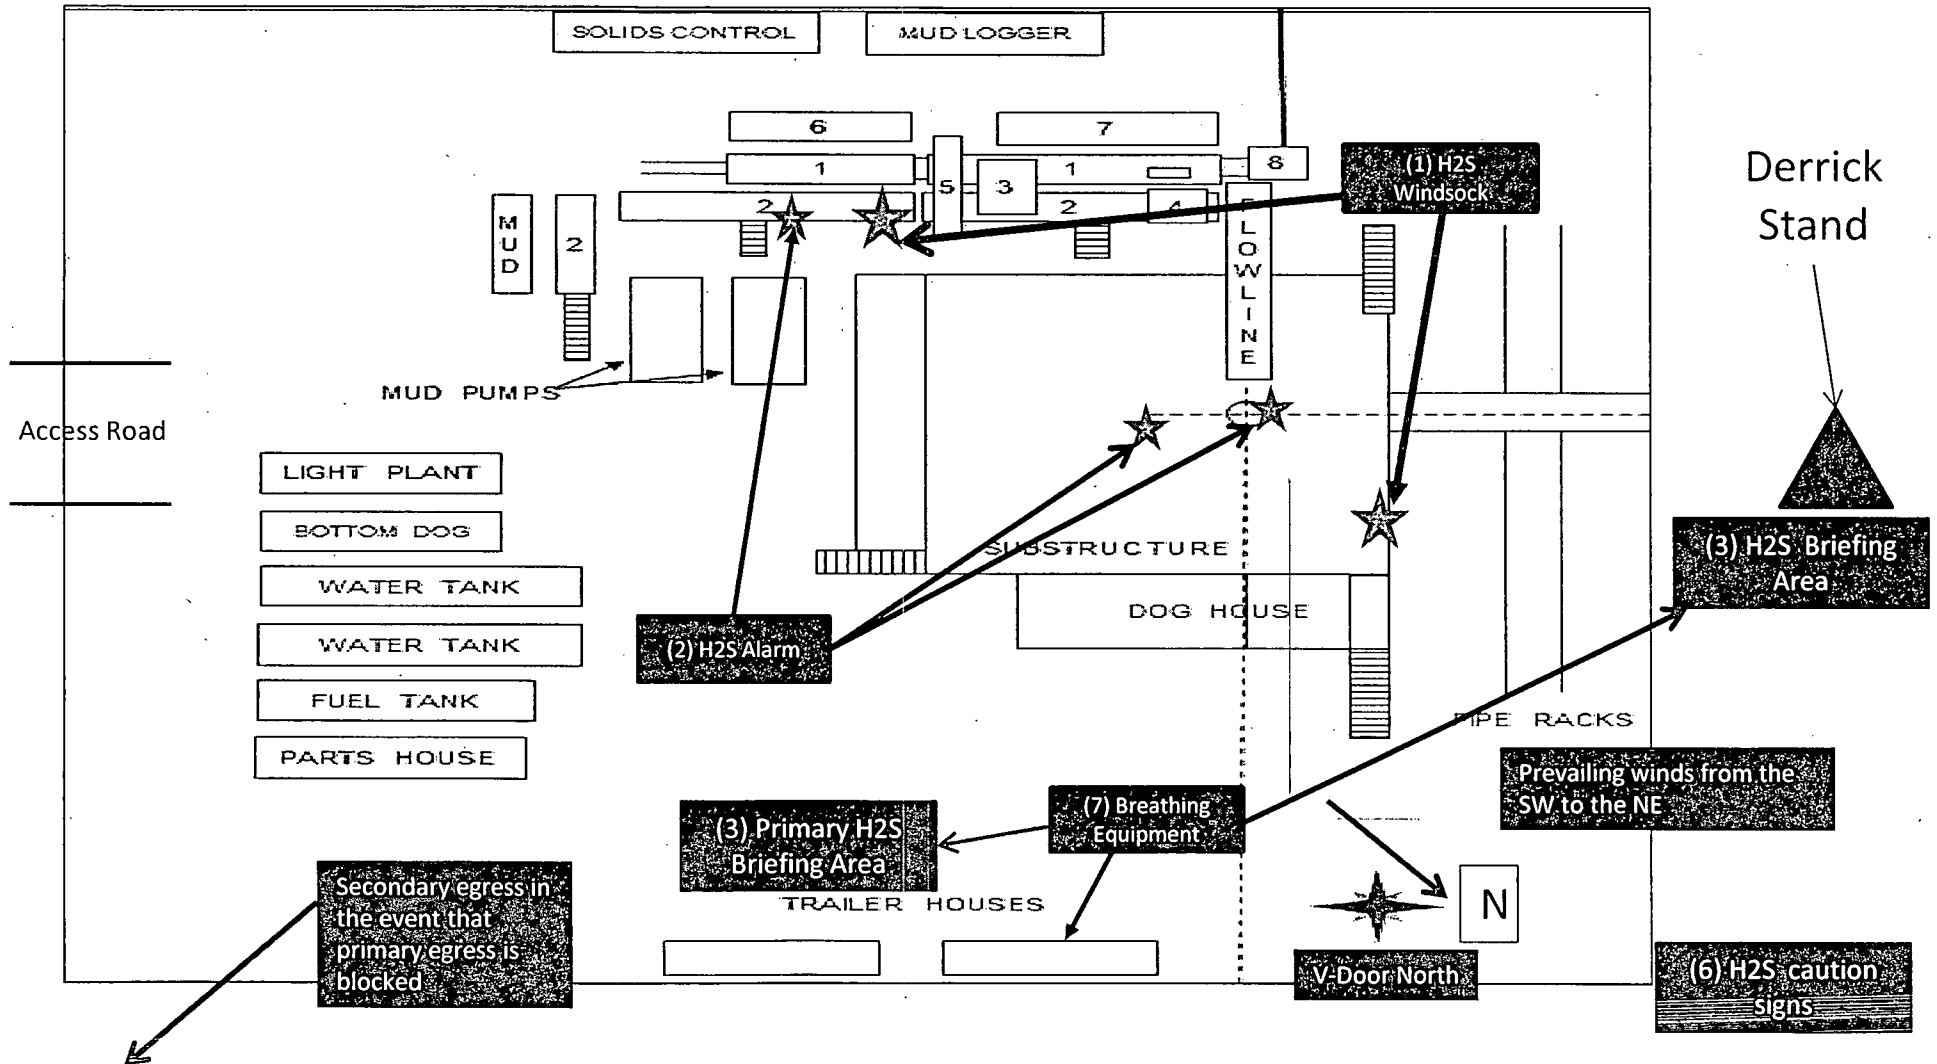 SOLIDS CONTROL
MUD LOGGER
6
7
1
1
8
5
3
2
2
4
MUD
2
FLOWLINE
(1) H2S
Windsock
Derrick
Stand
MUD PUMPS
Access Road
LIGHT PLANT
BOTTOM DOG
WATER TANK
WATER TANK
FUEL TANK
PARTS HOUSE
SUBSTRUCTURE
DOG HOUSE
(2) H2S Alarm
(3) H2S Briefing
Area
PIPE RACKS
Prevailing winds from the
SW to the NE
(7) Breathing
Equipment
(3) Primary H2S
Briefing Area
TRAILER HOUSES
Secondary egress in
the event that
primary egress is
blocked
N
V-Door North
(6) H2S caution
signs